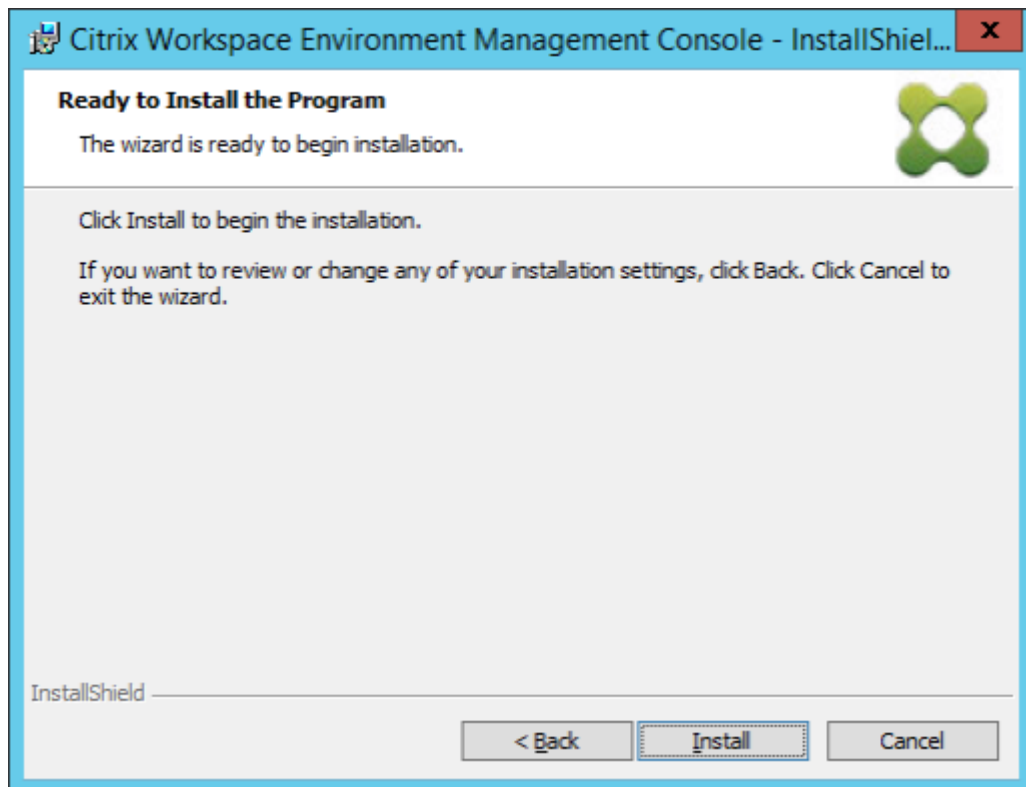 Citrix Workspace Environment Management Console - InstallShiel...
x
Ready to Install the Program
The wizard is ready to begin installation.
Click Install to begin the installation.
If you want to review or change any of your installation settings, click Back. Click Cancel to
exit the wizard.
InstallShield
< Back
Install
Cancel